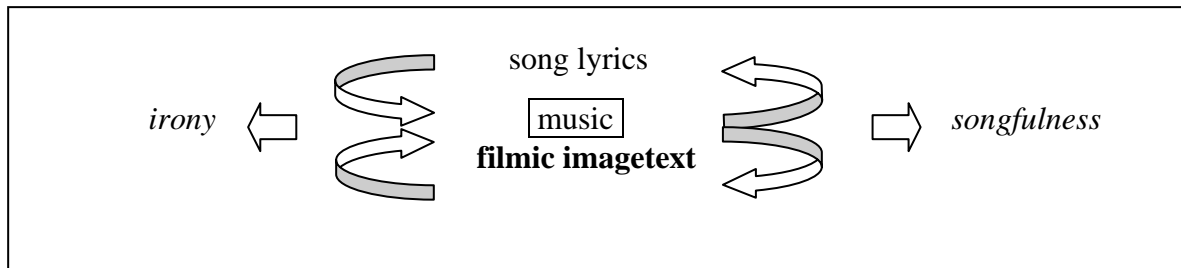 song lyrics
irony
music
songfulness
filmic imagetext